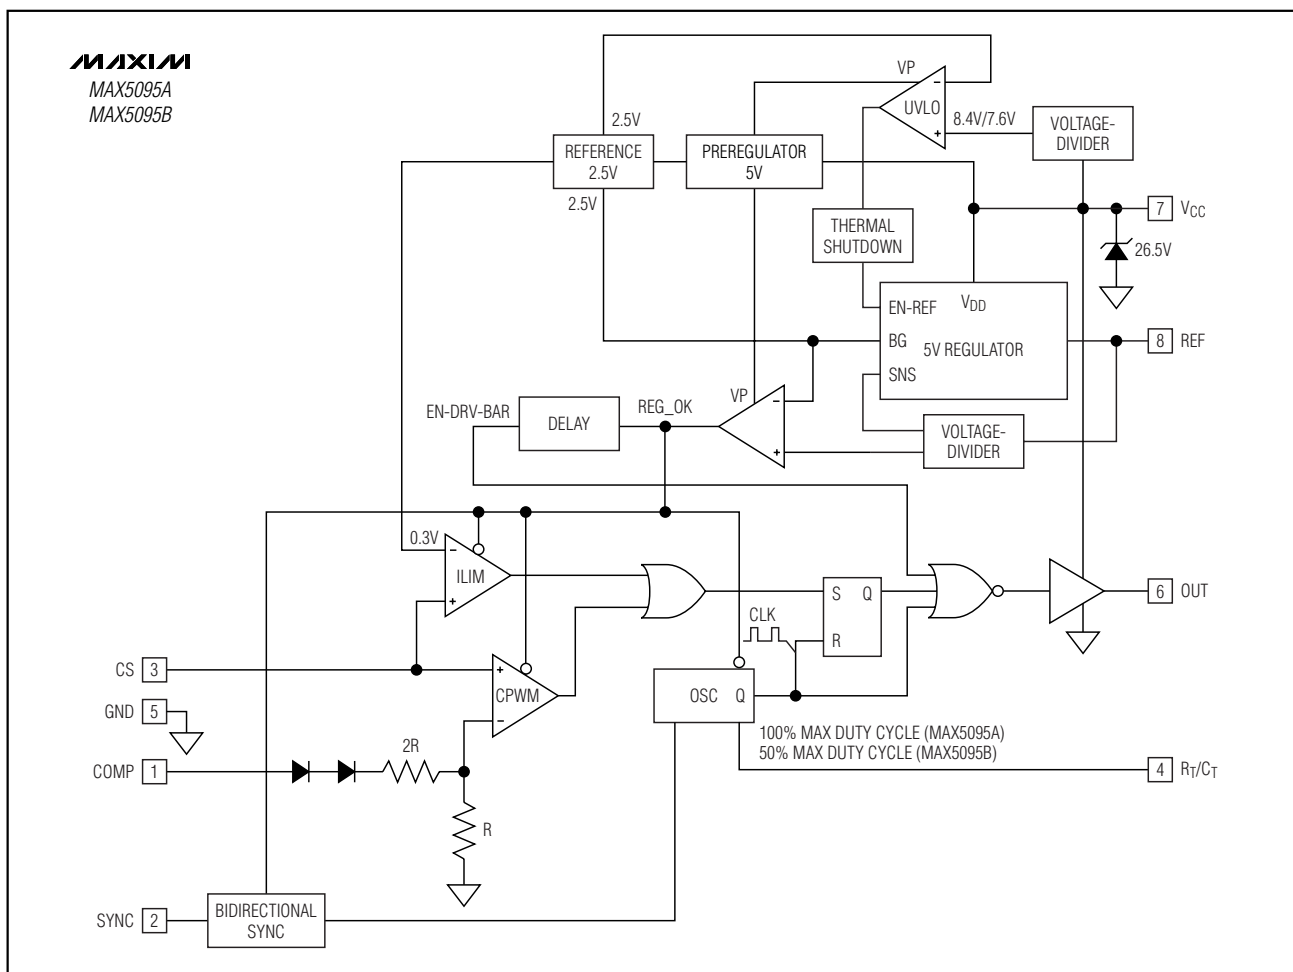 MAXIM
MAX5095A
MAX5095B
VP
−
UVLO
+
8.4V/7.6V
VOLTAGE-
DIVIDER
2.5V
REFERENCE
2.5V
2.5V
PREREGULATOR
5V
THERMAL
SHUTDOWN
7 VCC
26.5V
EN-REF
VDD
BG
5V REGULATOR
SNS
8 REF
VP
−
+
EN-DRV-BAR
DELAY
REG_OK
VOLTAGE-
DIVIDER
0.3V
−
ILIM
+
S Q
R
CLK
6 OUT
CS 3
+
CPWM
−
OSC Q
GND 5
100% MAX DUTY CYCLE (MAX5095A)
50% MAX DUTY CYCLE (MAX5095B)
COMP 1
2R
4 RT/CT
R
SYNC 2
BIDIRECTIONAL
SYNC